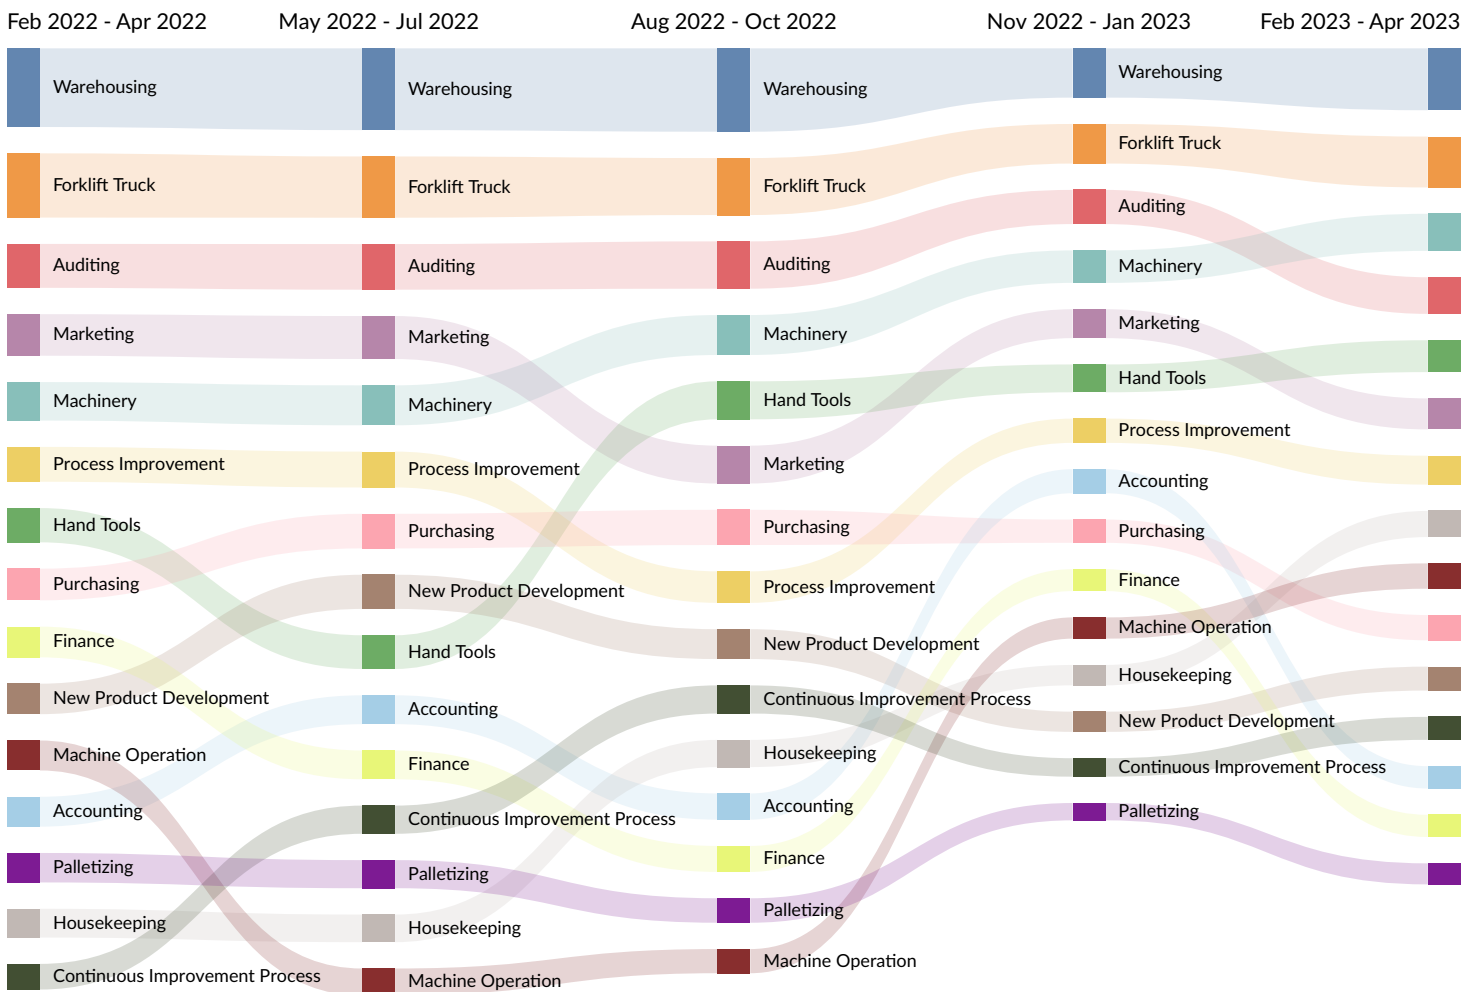 Feb 2022 - Apr 2022
May 2022 - Jul 2022
Aug 2022 - Oct 2022
Nov 2022 - Jan 2023
Feb 2023 - Apr 2023
Warehousing
Forklift Truck
Auditing
Marketing
Machinery
Process Improvement
Hand Tools
Purchasing
Finance
New Product Development
Machine Operation
Accounting
Palletizing
Housekeeping
Continuous Improvement Process
Warehousing
Forklift Truck
Auditing
Marketing
Machinery
Process Improvement
Purchasing
New Product Development
Hand Tools
Accounting
Finance
Continuous Improvement Process
Palletizing
Housekeeping
Machine Operation
Warehousing
Forklift Truck
Auditing
Machinery
Hand Tools
Marketing
Purchasing
Process Improvement
New Product Development
Continuous Improvement Process
Housekeeping
Accounting
Finance
Palletizing
Machine Operation
Warehousing
Forklift Truck
Auditing
Machinery
Marketing
Hand Tools
Process Improvement
Accounting
Purchasing
Finance
Machine Operation
Housekeeping
New Product Development
Continuous Improvement Process
Palletizing